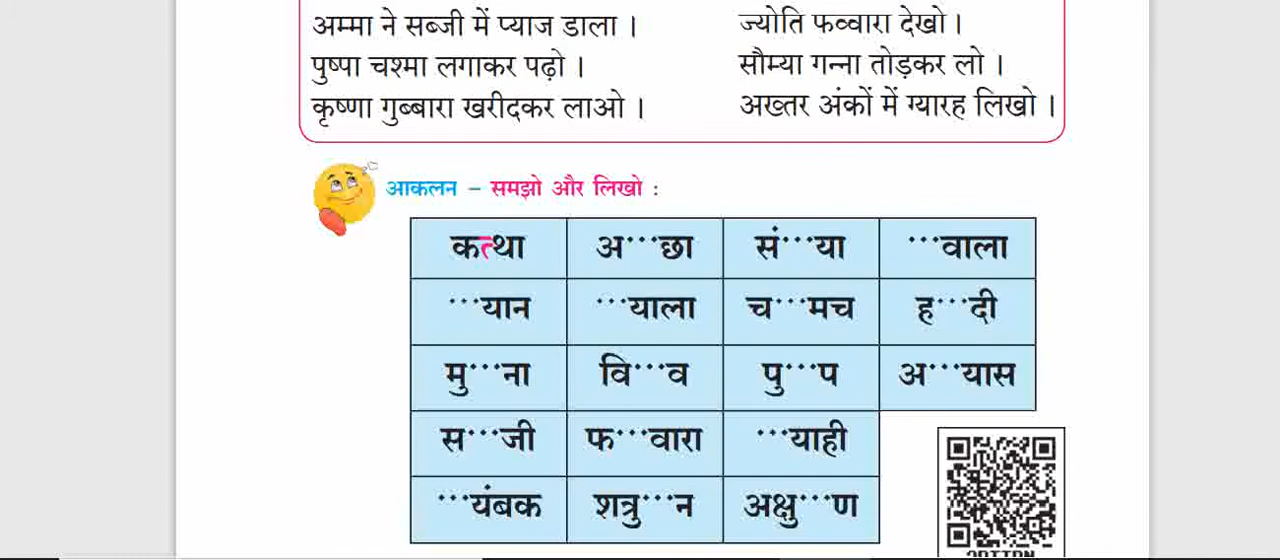 अम्मा ने सब्जी में प्याज डाला ।
ज्योति फव्वारा देखो ।
पुष्पा चश्मा लगाकर पढ़ो ।
सौम्या गन्ना तोड़कर लो ।
कृष्णा गुब्बारा खरीदकर लाओ ।
अख्तर अंकों में ग्यारह लिखो ।
आकलन – समझो और लिखो :
कत्था अ···छा सं···या ···वाला
···यान ···याला च···मच ह···दी
मु···ना वि···व पु···प अ···यास
स···जी फ···वारा ···याही
···यंबक शत्रु···न अक्षु···ण